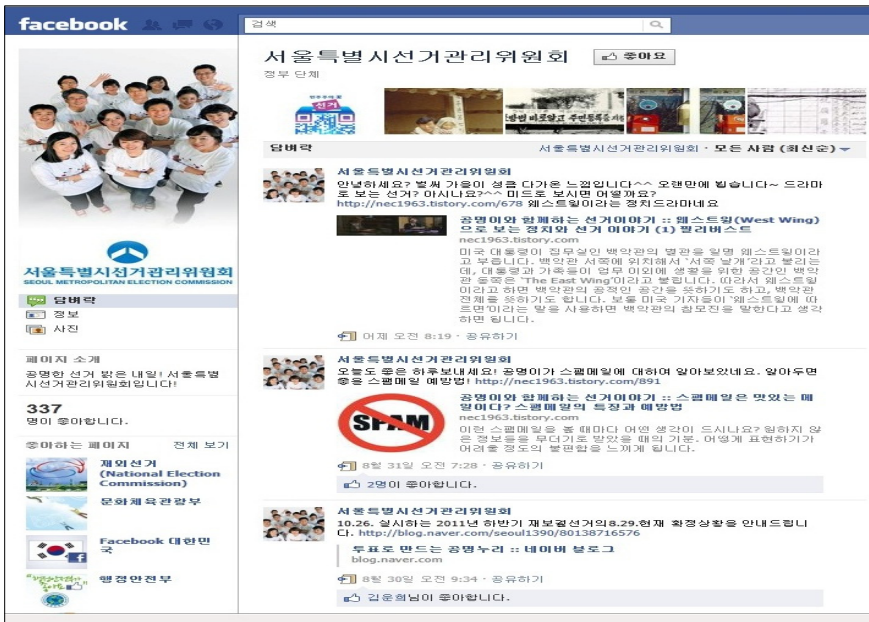 facebook
검색
서울특별시선거관리위원회 좋아요
정부 단체
선거
담벼락 서울특별시선거관리위원회 · 모든 사람 (최신순)
서울특별시선거관리위원회
SEOUL METROPOLITAN ELECTION COMMISSION
담벼락
정보
사진
페이지 소개
공명한 선거 밝은 내일! 서울특별
시선거관리위원회입니다!
337
명이 좋아합니다.
좋아하는 페이지 전체 보기
재외선거
(National Election
Commission)
문화체육관광부
Facebook 대한민
국
행정안전부
서울특별시선거관리위원회
안녕하세요? 벌써 가을이 성큼 다가온 느낌입니다^^ 오랜만에 뵙습니다~ 드라마
로 보는 선거? 아시나요?^^ 미드로 보시면 어떨까요?
http://nec1963.tistory.com/678 웨스트윙이라는 정치드라마네요
공명이와 함께하는 선거이야기 :: 웨스트윙(West Wing)
으로 보는 정치와 선거 이야기 (1) 필리버스트
nec1963.tistory.com
미국 대통령이 집무실인 백악관의 별관을 일명 웨스트윙이라
고 부릅니다. 백악관 서쪽에 위치해서 '서쪽 날개'라고 불리는
데, 대통령과 가족들이 업무 이외에 생활을 위한 공간인 백악
관 동쪽은 'The East Wing'이라고 불립니다. 따라서 웨스트윙
이라고 하면 백악관의 공적인 공간을 뜻하기도 하고, 백악관
전체를 뜻하기도 합니다. 보통 미국 기자들이 '웨스트윙에 따
르면'이라는 말을 사용하면 백악관의 참모진을 말한다고 생각
하면 됩니다.
어제 오전 8:19 · 공유하기
서울특별시선거관리위원회
오늘도 좋은 하루보내세요! 공명이가 스팸메일에 대하여 알아보았네요. 알아두면
좋을 스팸메일 예방법! http://nec1963.tistory.com/891
SPAM
공명이와 함께하는 선거이야기 :: 스팸메일은 맛있는 메
일이다? 스팸메일의 특징과 예방법
nec1963.tistory.com
이런 스팸메일을 볼 때마다 어떤 생각이 드시나요? 원하지 않
은 정보들을 무더기로 받았을 때의 기분. 어떻게 표현하기가
어려울 정도의 불편함을 느끼게 됩니다.
8월 31일 오전 7:28 · 공유하기
2명이 좋아합니다.
서울특별시선거관리위원회
10.26. 실시하는 2011년 하반기 재보궐선거의8.29.현재 확정상황을 안내드립니
다. http://blog.naver.com/seoul1390/80138716576
투표로 만드는 공명누리 :: 네이버 블로그
blog.naver.com
8월 30일 오전 9:34 · 공유하기
김운희님이 좋아합니다.